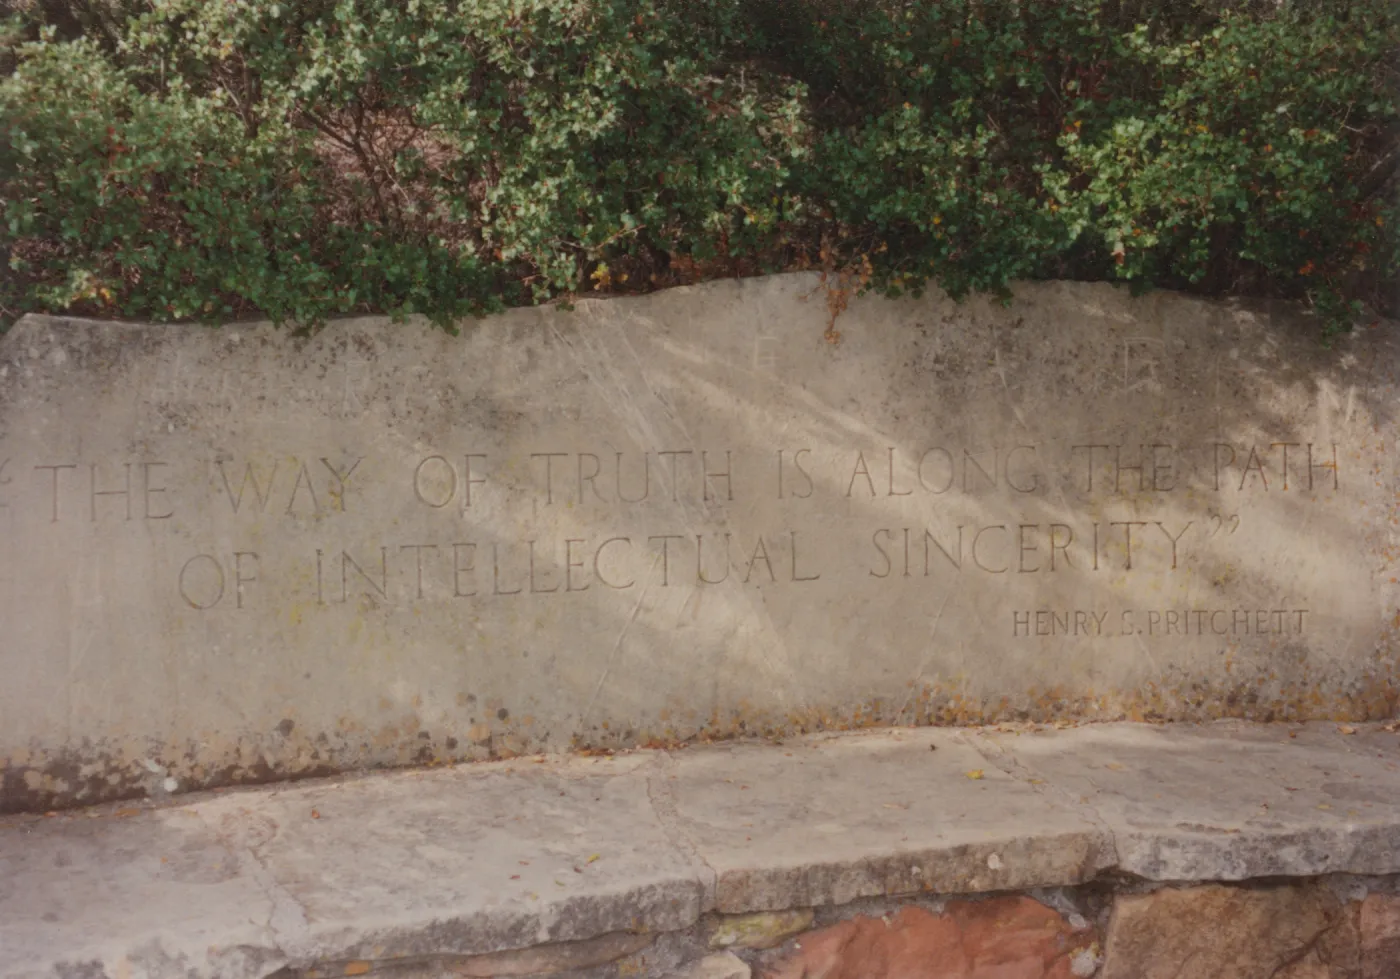 “THE WAY OF TRUTH IS ALONG THE PATH
OF INTELLECTUAL SINCERITY”
HENRY S. PRITCHETT